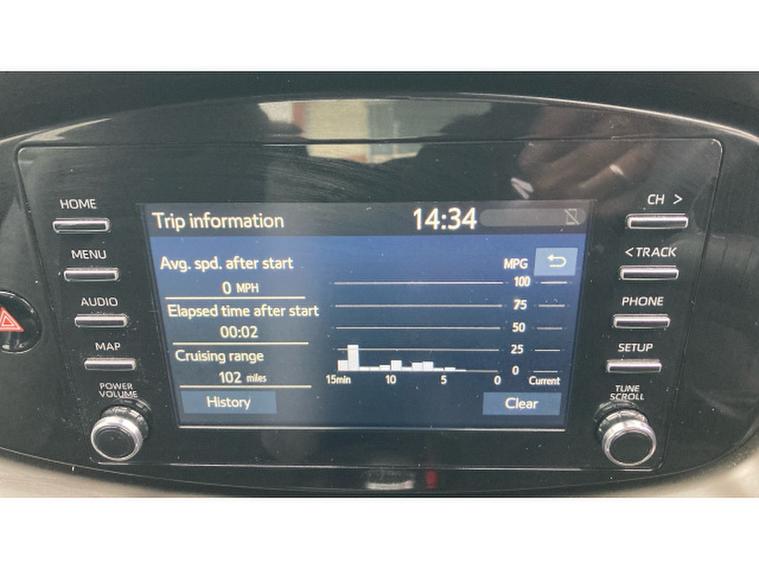 HOME
MENU
AUDIO
MAP
POWER
VOLUME
Trip information 14:34
Avg. spd. after start
0 MPH
Elapsed time after start
00:02
Cruising range
102 miles
History
MPG
100
75
50
25
0
15min 10 5 0 Current
Clear
CH >
< TRACK
PHONE
SETUP
TUNE
SCROLL